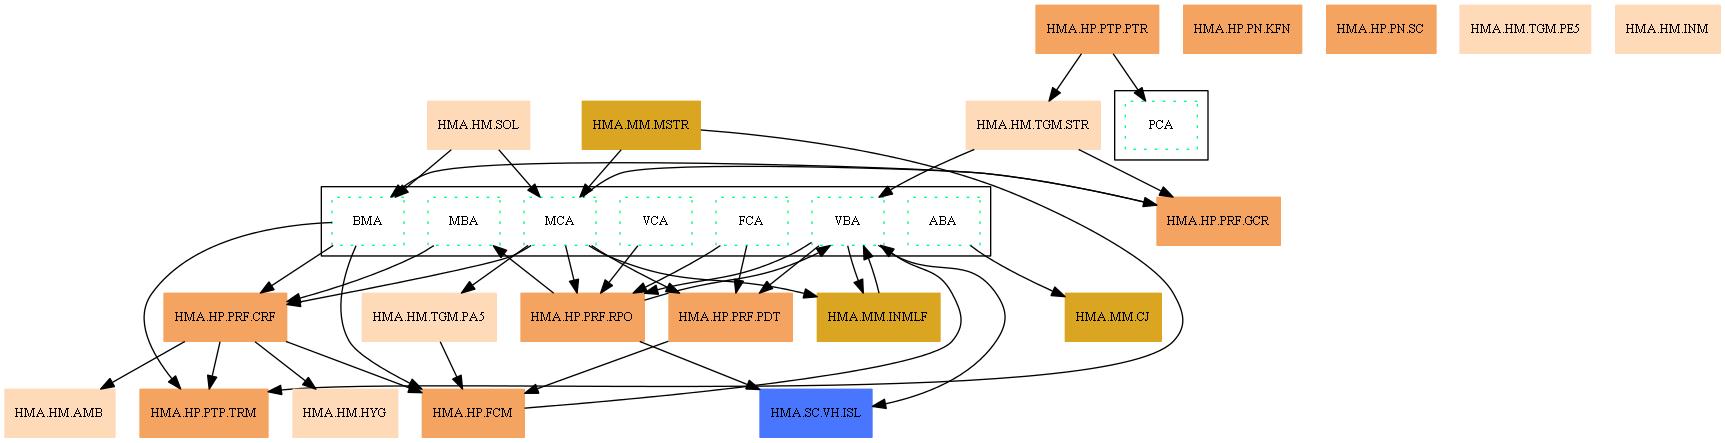 HMA.HP.PTP.PTR
HMA.HP.PN.KFN
HMA.HP.PN.SC
HMA.HM.TGM.PE5
HMA.HM.INM
HMA.HM.SOL
HMA.MM.MSTR
HMA.HM.TGM.STR
PCA
BMA
MBA
MCA
VCA
FCA
VBA
ABA
HMA.HP.PRF.GCR
HMA.HP.PRF.CRF
HMA.HM.TGM.PA5
HMA.HP.PRF.RPO
HMA.HP.PRF.PDT
HMA.MM.INMLF
HMA.MM.CJ
HMA.HM.AMB
HMA.HP.PTP.TRM
HMA.HM.HYG
HMA.HP.FCM
HMA.SC.VH.ISL